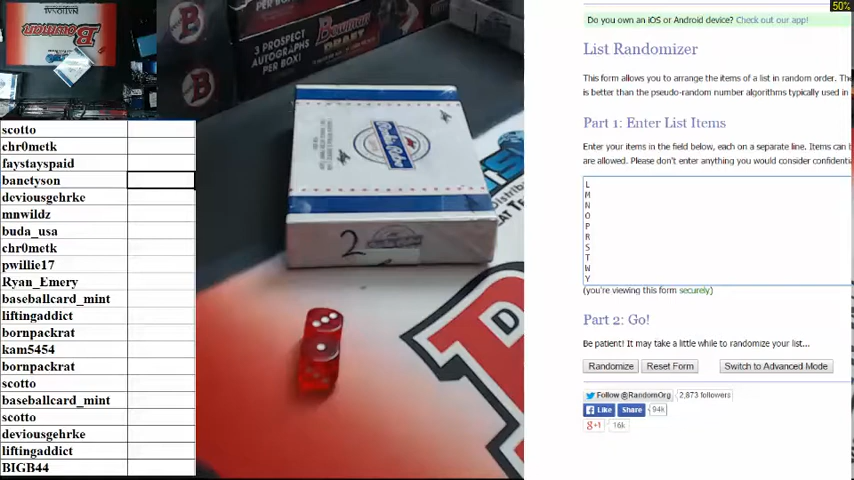 Bowman
NATIONAL
3 PROSPECT
AUTOGRAPHS
PER BOX!
Bowman
DRAFT
B
B
2
D
scotto
chr0metk
faystayspaid
banetyson
deviousgehrke
mnwildz
buda_usa
chr0metk
pwillie17
Ryan_Emery
baseballcard_mint
liftingaddict
bornpackrat
kam5454
bornpackrat
scotto
baseballcard_mint
scotto
deviousgehrke
liftingaddict
BIGB44
50%
Do you own an iOS or Android device? Check out our app!
List Randomizer
This form allows you to arrange the items of a list in random order. The
is better than the pseudo-random number algorithms typically used in
Part 1: Enter List Items
Enter your items in the field below, each on a separate line. Items can b
are allowed. Please don't enter anything you would consider confidentia
L
M
N
O
P
R
S
T
W
Y
(you're viewing this form securely)
Part 2: Go!
Be patient! It may take a little while to randomize your list...
Randomize Reset Form Switch to Advanced Mode
Follow @RandomOrg 2,873 followers
Like Share 94k
g+1 16k